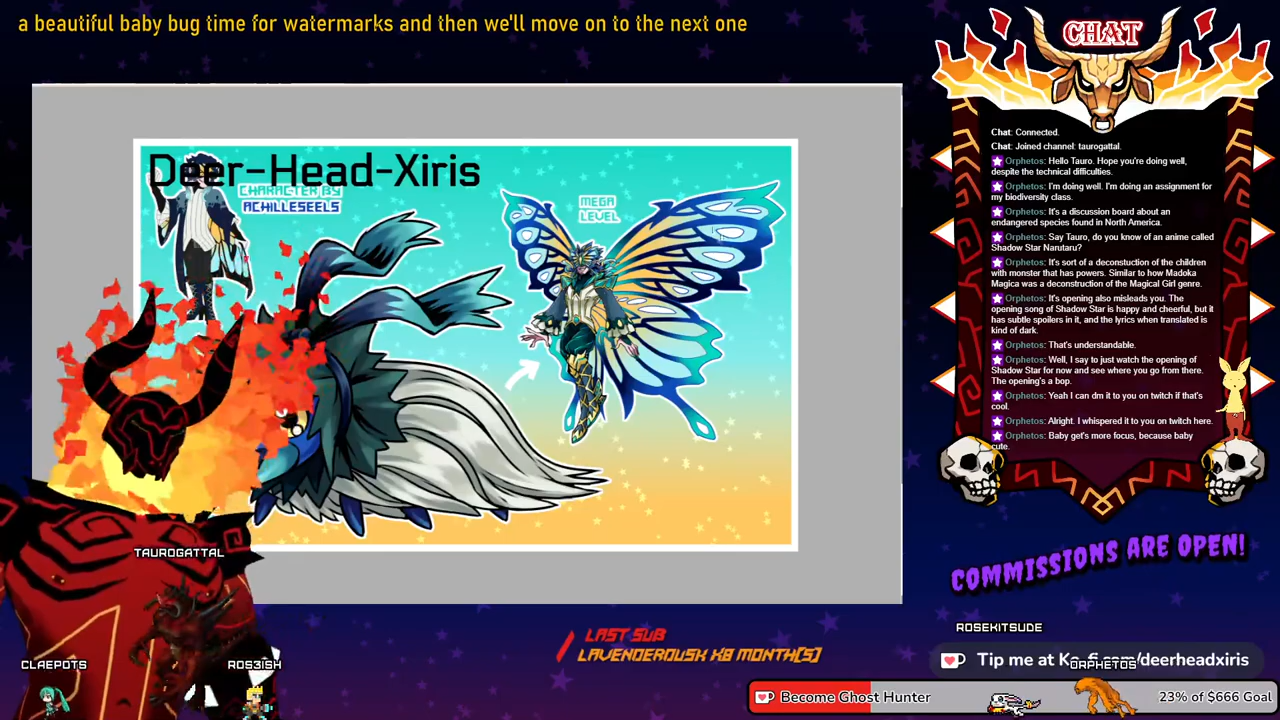 a beautiful baby bug time for watermarks and then we'll move on to the next one
CHAT
Deer-Head-Xiris
CHARACTER BY
ACHILLESEELS
MEGA
LEVEL
Chat: Connected.
Chat: Joined channel: taurogattal.
Orphetos: Hello Tauro. Hope you're doing well,
despite the technical difficulties.
Orphetos: I'm doing well. I'm doing an assignment for
my biodiversity class.
Orphetos: It's a discussion board about an
endangered species found in North America.
Orphetos: Say Tauro, do you know of an anime called
Shadow Star Narutaru?
Orphetos: It's sort of a deconstuction of the children
with monster that has powers. Similar to how Madoka
Magica was a deconstruction of the Magical Girl genre.
Orphetos: It's opening also misleads you. The
opening song of Shadow Star is happy and cheerful, but it
has subtle spoilers in it, and the lyrics when translated is
kind of dark.
Orphetos: That's understandable.
Orphetos: Well, I say to just watch the opening of
Shadow Star for now and see where you go from there.
The opening's a bop.
Orphetos: Yeah I can dm it to you on twitch if that's
cool.
Orphetos: Alright. I whispered it to you on twitch here.
Orphetos: Baby get's more focus, because baby
cute.
TAUROGATTAL
COMMISSIONS ARE OPEN!
CLAEPOTS
ROS3ISH
LAST SUB
LAVENDERDUSK X8 MONTH(S)
ROSEKITSUDE
Tip me at Ko-fi.com/deerheadxiris
ORPHETOS
Become Ghost Hunter
23% of $666 Goal